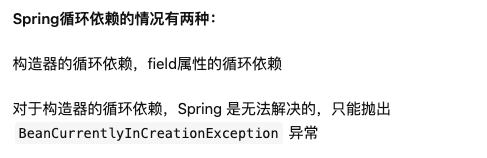 Spring循环依赖的情况有两种：
构造器的循环依赖，field属性的循环依赖
对于构造器的循环依赖，Spring 是无法解决的，只能抛出
BeanCurrentlyInCreationException 异常